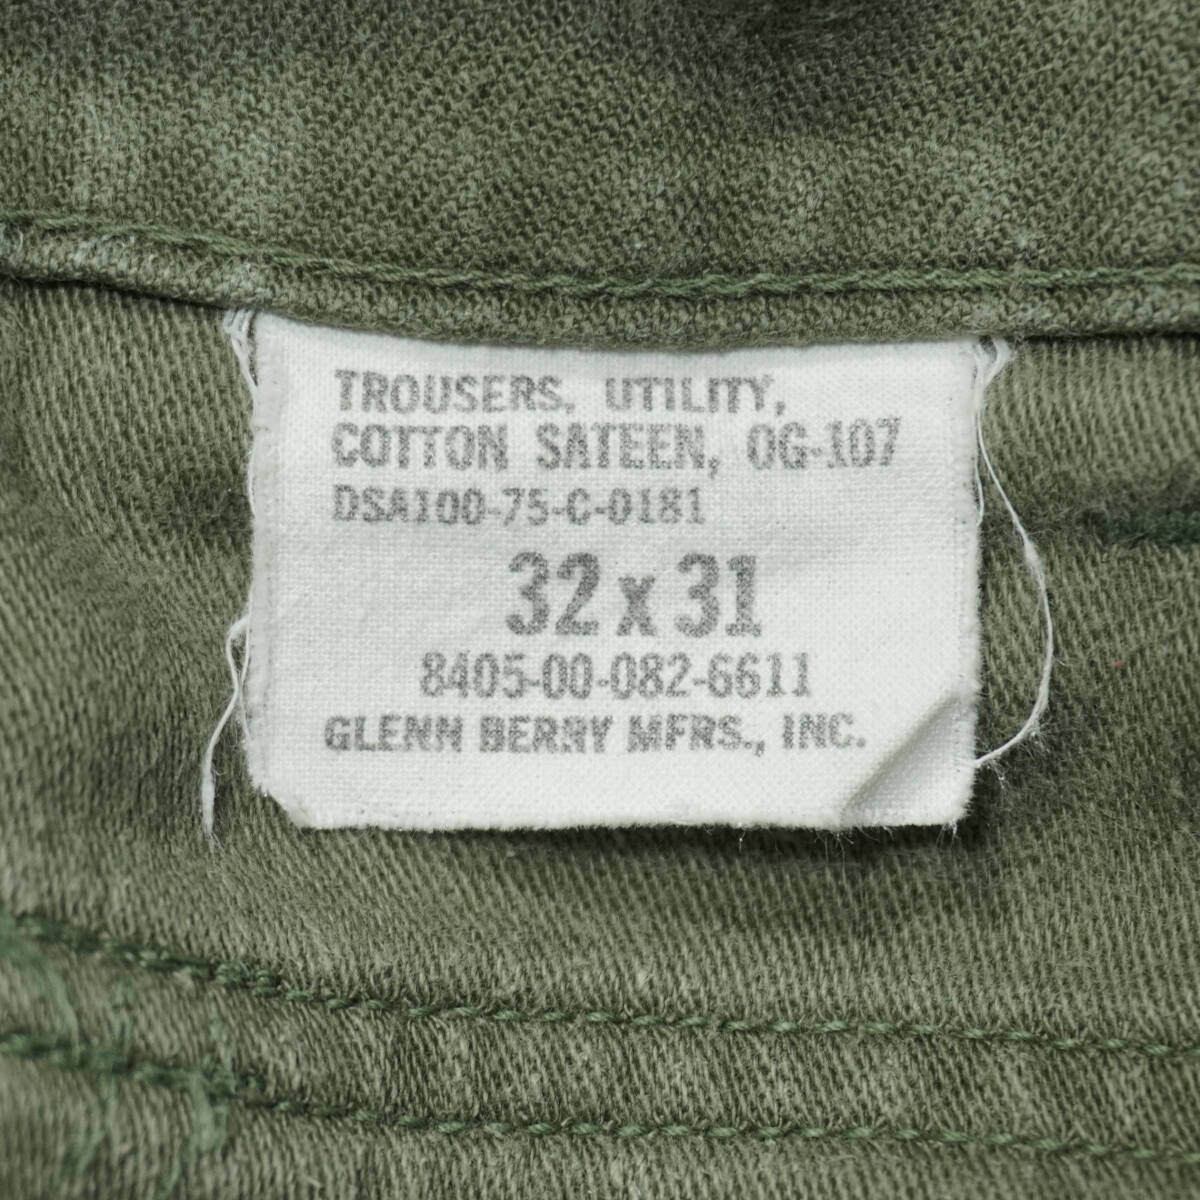 TROUSERS, UTILITY,
COTTON SATEEN, OG-107
DSA100-75-C-0181
32 x 31
8405-00-082-6611
GLENN BERRY MFRS., INC.